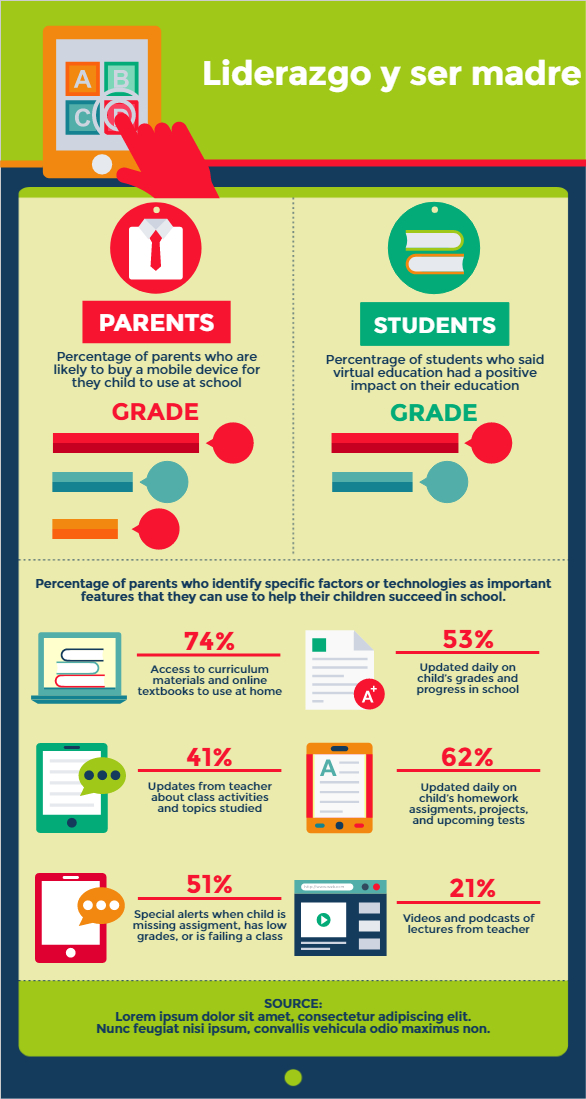 A B
C D
Liderazgo y ser madre
PARENTS
Percentage of parents who are
likely to buy a mobile device for
they child to use at school
GRADE
STUDENTS
Percentrage of students who said
virtual education had a positive
impact on their education
GRADE
Percentage of parents who identify specific factors or technologies as important
features that they can use to help their children succeed in school.
74%
Access to curriculum
materials and online
textbooks to use at home
A+
53%
Updated daily on
child's grades and
progress in school
41%
Updates from teacher
about class activities
and topics studied
A
62%
Updated daily on
child's homework
assigments, projects,
and upcoming tests
51%
Special alerts when child is
missing assigment, has low
grades, or is failing a class
21%
Videos and podcasts of
lectures from teacher
SOURCE:
Lorem ipsum dolor sit amet, consectetur adipiscing elit.
Nunc feugiat nisi ipsum, convallis vehicula odio maximus non.